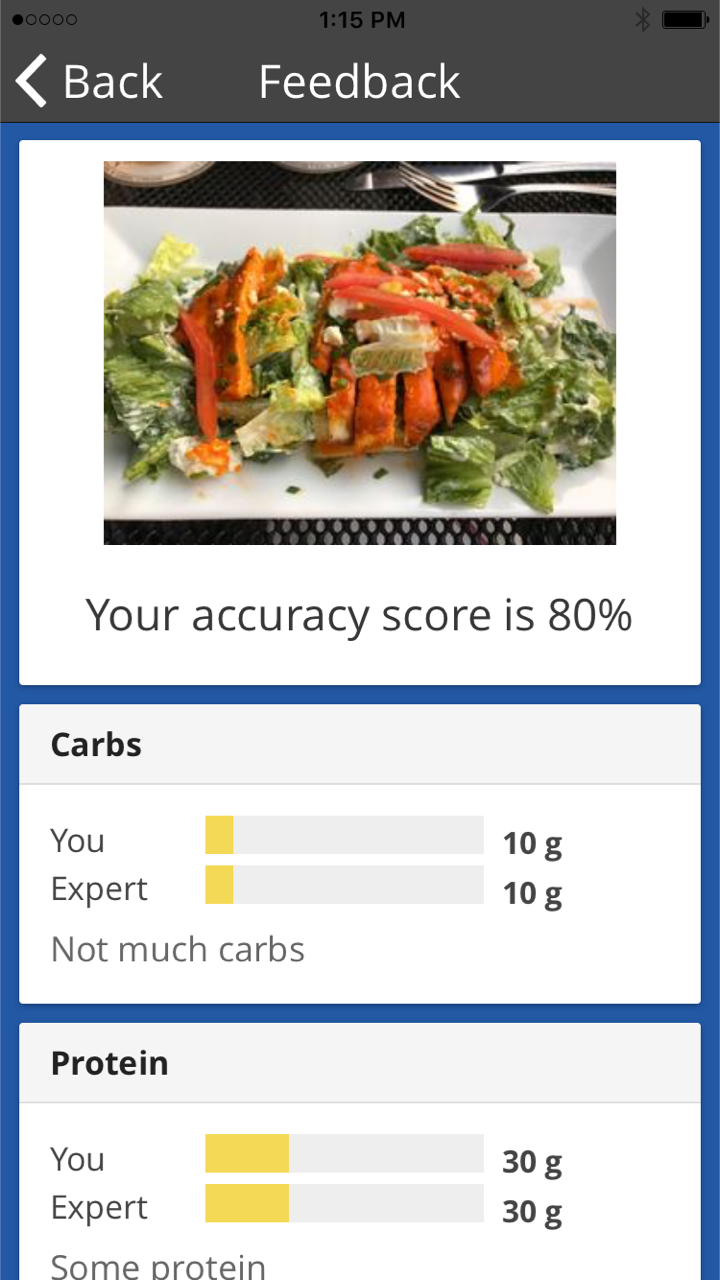 1:15 PM
Back Feedback
Your accuracy score is 80%
Carbs
You 10 g
Expert 10 g
Not much carbs
Protein
You 30 g
Expert 30 g
Some protein